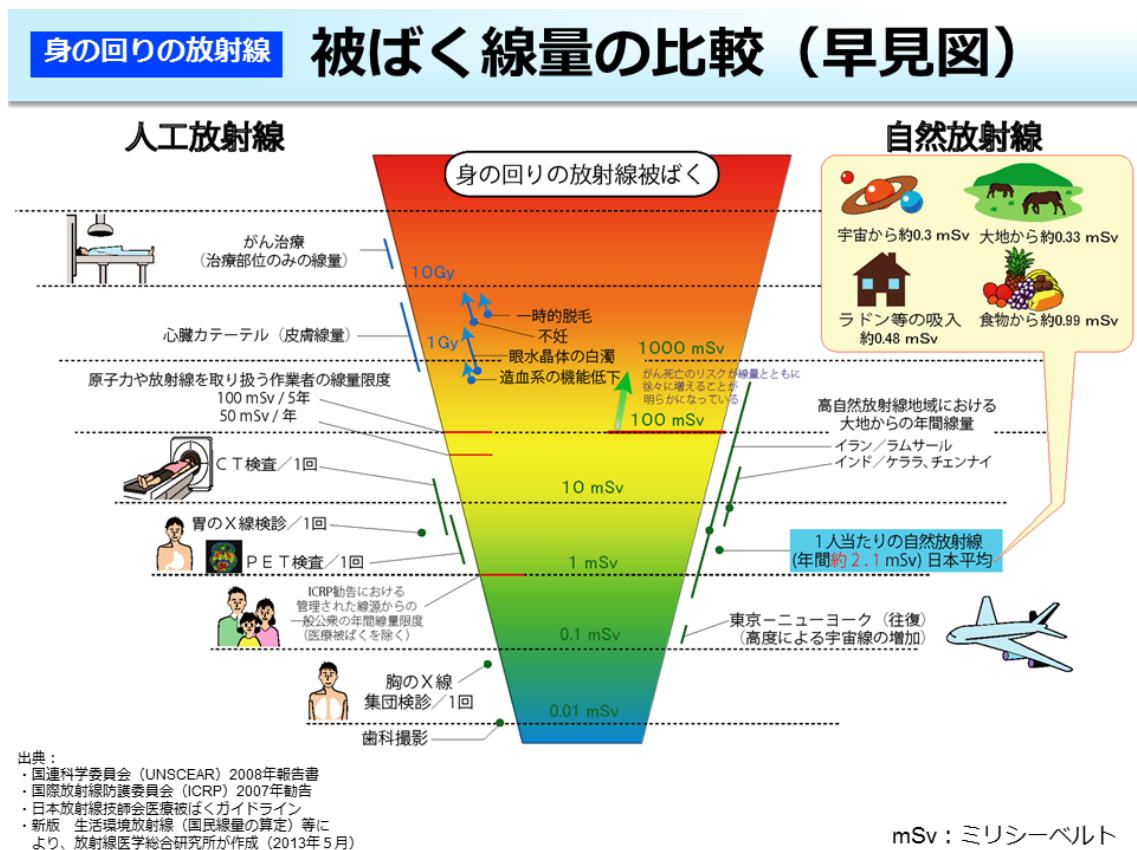 身の回りの放射線
被ばく線量の比較（早見図）
人工放射線
自然放射線
身の回りの放射線被ばく
宇宙から約0.3 mSv
大地から約0.33 mSv
ラドン等の吸入
約0.48 mSv
食物から約0.99 mSv
がん治療
（治療部位のみの線量）
10Gy
心臓カテーテル（皮膚線量）
1Gy
一時的脱毛
不妊
眼水晶体の白濁
造血系の機能低下
1000 mSv
がん死亡のリスクが線量とともに
徐々に増えることが
明らかになっている
原子力や放射線を取り扱う作業者の線量限度
100 mSv / 5年
50 mSv / 年
100 mSv
高自然放射線地域における
大地からの年間線量
イラン／ラムサール
インド／ケララ、チェンナイ
ＣＴ検査／1回
10 mSv
胃のＸ線検診／1回
ＰＥＴ検査／1回
1人当たりの自然放射線
(年間約２.１mSv) 日本平均
1 mSv
ICRP勧告における
管理された線源からの
一般公衆の年間線量限度
（医療被ばくを除く）
0.1 mSv
東京－ニューヨーク（往復）
（高度による宇宙線の増加）
胸のＸ線
集団検診／1回
0.01 mSv
歯科撮影
出典：
・国連科学委員会（UNSCEAR）2008年報告書
・国際放射線防護委員会（ICRP）2007年勧告
・日本放射線技師会医療被ばくガイドライン
・新版　生活環境放射線（国民線量の算定）等に
より、放射線医学総合研究所が作成（2013年５月）
mSv：ミリシーベルト